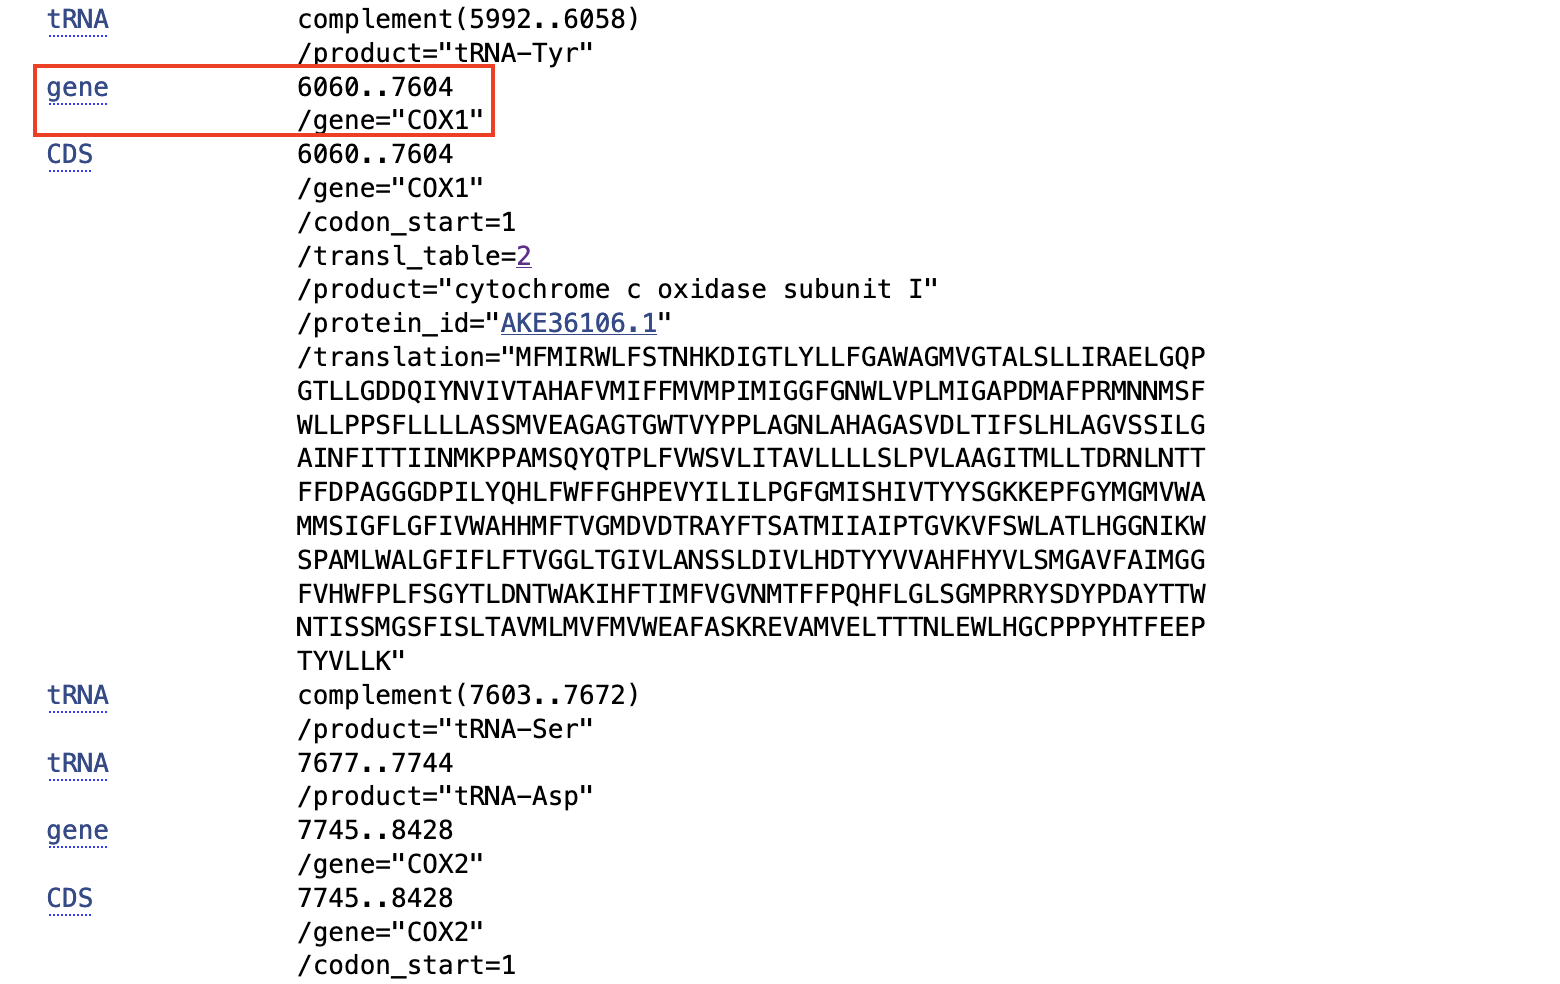 tRNA complement(5992..6058)
/product="tRNA-Tyr"
gene 6060..7604
/gene="COX1"
CDS 6060..7604
/gene="COX1"
/codon_start=1
/transl_table=2
/product="cytochrome c oxidase subunit I"
/protein_id="AKE36106.1"
/translation="MFMIRWLFSTNHKDIGTLYLLFGAWAGMVGTALSLLIRAELGQP
GTLLGDDQIYNVIVTAHAFVMIFFMVMPIMIGGFGNWLVPLMIGAPDMAFPRMNNMSF
WLLPPSFLLLLASSMVEAGAGTGWTVYPPLAGNLAHAGASVDLTIFSLHLAGVSSILG
AINFITTIINMKPPAMSQYQTPLFVWSVLITAVLLLLSLPVLAAGITMLLTDRNLNTT
FFDPAGGGDPILYQHLFWFFGHPEVYILILPGFGMISHIVTYYSGKKEPFGYMGMVWA
MMSIGFLGFIVWAHHMFTVGMDVDTRAYFTSATMIIAIPTGVKVFSWLATLHGGNIKW
SPAMLWALGFIFLFTVGGLTGIVLANSSLDIVLHDTYYVVAHFHYVLSMGAVFAIMGG
FVHWFPLFSGYTLDNTWAKIHFTIMFVGVNMTFFPQHFLGLSGMPRRYSDYPDAYTTW
NTISSMGSFISLTAVMLMVFMVWEAFASKREVAMVELTTTNLEWLHGCPPPYHTFEEP
TYVLLK"
tRNA complement(7603..7672)
/product="tRNA-Ser"
tRNA 7677..7744
/product="tRNA-Asp"
gene 7745..8428
/gene="COX2"
CDS 7745..8428
/gene="COX2"
/codon_start=1